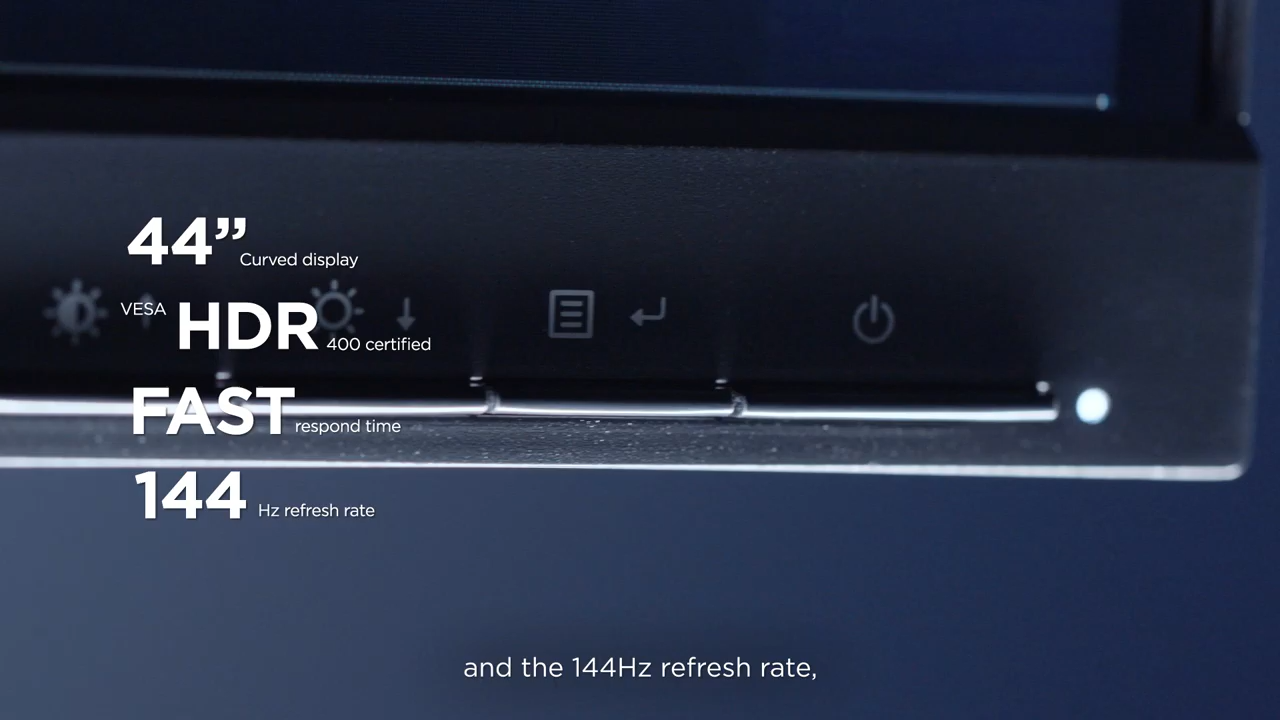 44” Curved display
VESA HDR 400 certified
FAST respond time
144 Hz refresh rate
and the 144Hz refresh rate,